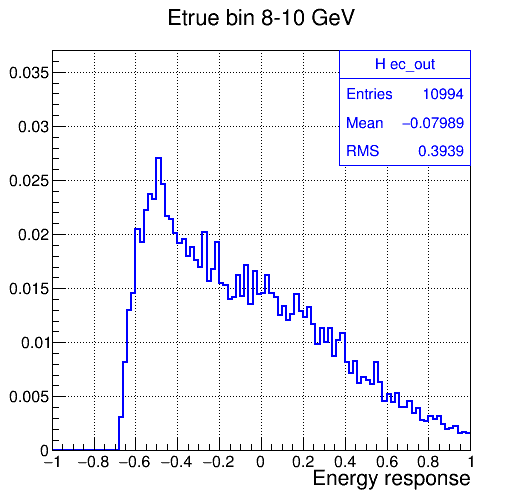 Etrue bin 8-10 GeV
H ec_out
Entries 10994
Mean −0.07989
RMS 0.3939
0.035
0.03
0.025
0.02
0.015
0.01
0.005
0
−1 −0.8 −0.6 −0.4 −0.2 0 0.2 0.4 0.6 0.8 1
Energy response